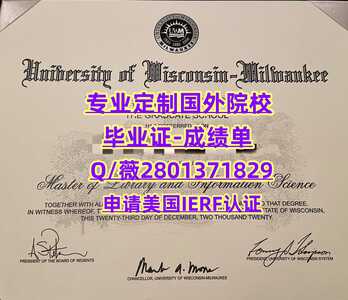 University of Wisconsin-Milwaukee
THE GRADUATE SCHOOL
专业定制国外院校
毕业证-成绩单
Q/薇2801371829
Master of Library and Information Science
申请美国IERF认证
TOGETHER WITH ALL
THAT DEGREE.
IN WITNESS WHEREOF, T
STATE OF WISCONSIN,
THIS TWENTY-THIRD DAY OF DECEMBER, TWO THOUSAND TWENTY.
PRESIDENT OF THE BOARD OF REGENTS
CHANCELLOR, UNIVERSITY OF WISCONSIN-MILWAUKEE
PRESIDENT, UNIVERSITY OF WISCONSIN SYSTEM